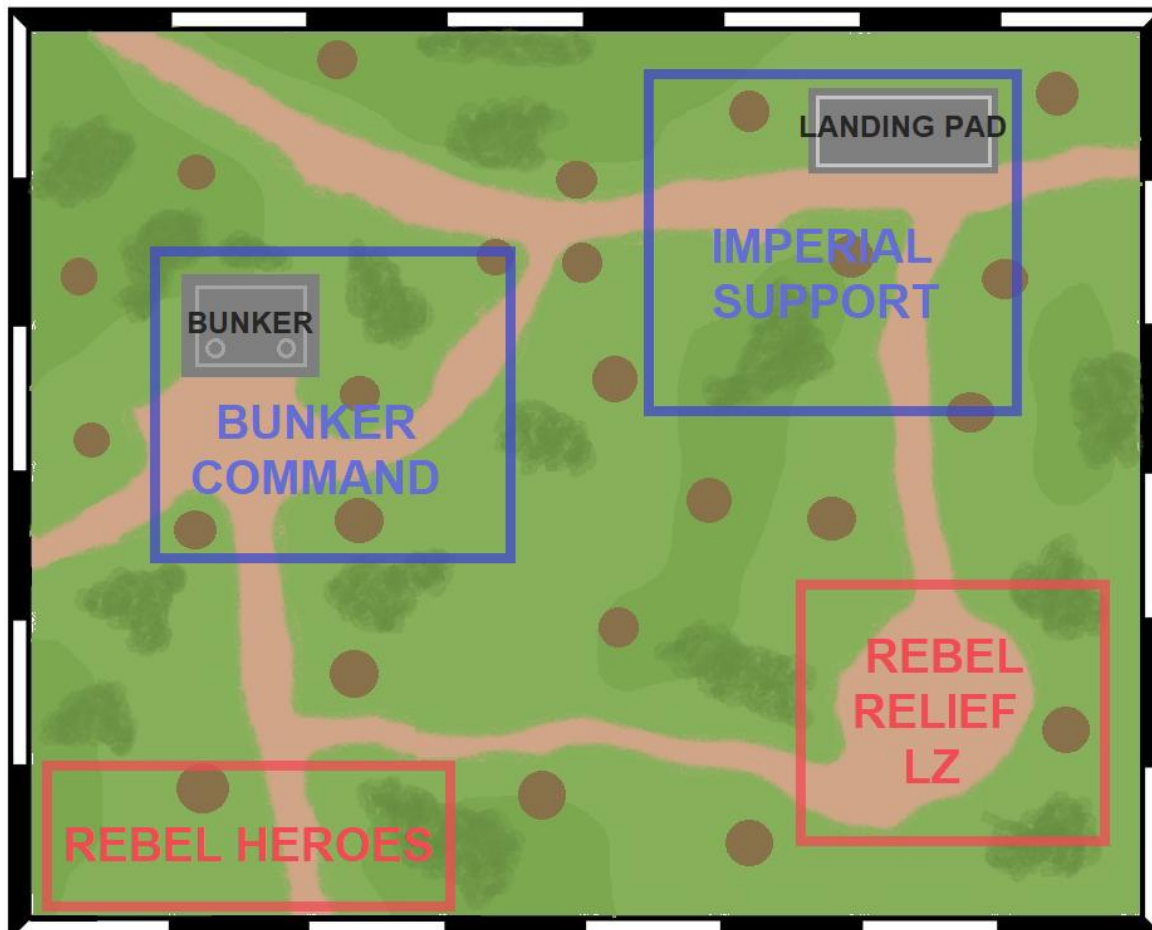 LANDING PAD
IMPERIAL
SUPPORT
BUNKER
BUNKER
COMMAND
REBEL
RELIEF
LZ
REBEL HEROES